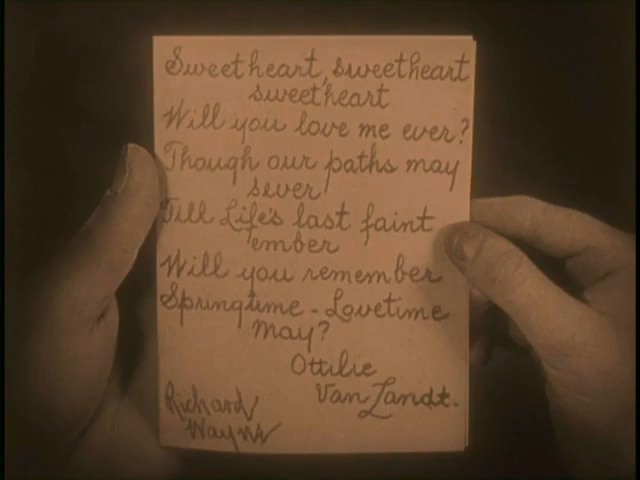 Sweetheart, sweetheart
sweetheart
Will you love me ever?
Though our paths may
sever
Till Life's last faint
ember
Will you remember
Springtime - Lovetime
May?
Ottilie
Van Zandt.
Richard
Wayne